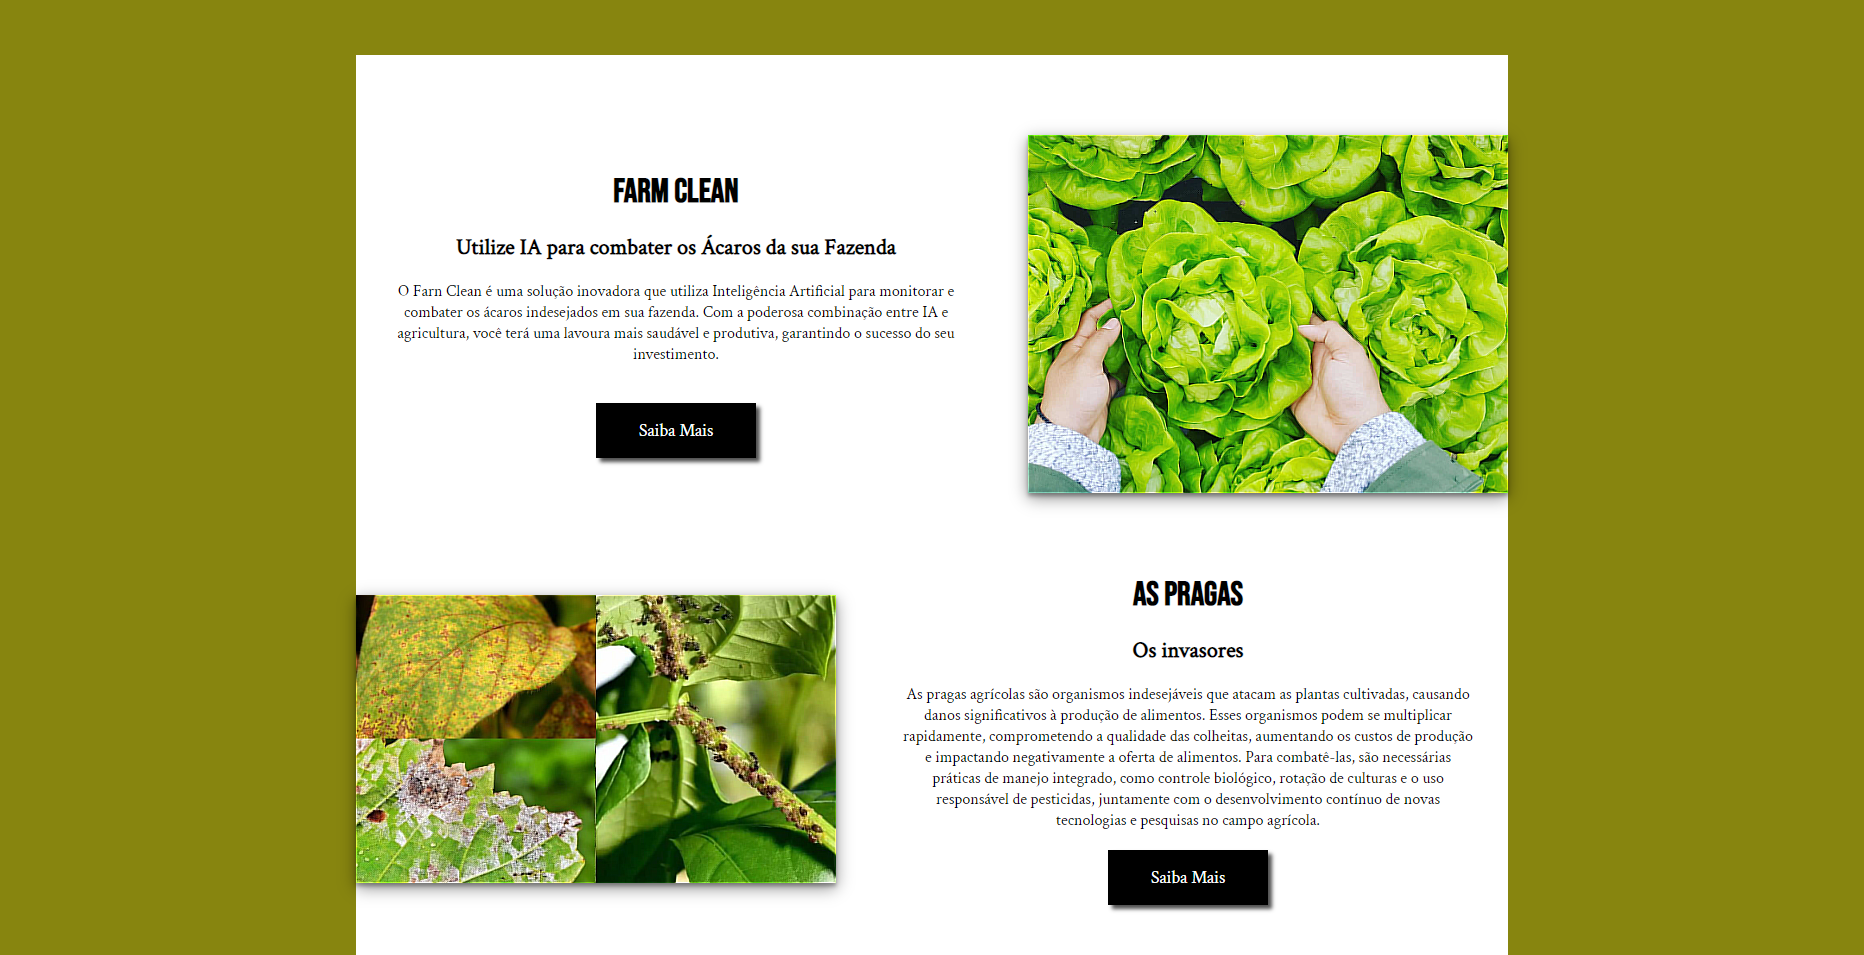 FARM CLEAN
Utilize IA para combater os Ácaros da sua Fazenda
O Farn Clean é uma solução inovadora que utiliza Inteligência Artificial para monitorar e
combater os ácaros indesejados em sua fazenda. Com a poderosa combinação entre IA e
agricultura, você terá uma lavoura mais saudável e produtiva, garantindo o sucesso do seu
investimento.
Saiba Mais
AS PRAGAS
Os invasores
As pragas agrícolas são organismos indesejáveis que atacam as plantas cultivadas, causando
danos significativos à produção de alimentos. Esses organismos podem se multiplicar
rapidamente, comprometendo a qualidade das colheitas, aumentando os custos de produção
e impactando negativamente a oferta de alimentos. Para combatê-las, são necessárias
práticas de manejo integrado, como controle biológico, rotação de culturas e o uso
responsável de pesticidas, juntamente com o desenvolvimento contínuo de novas
tecnologias e pesquisas no campo agrícola.
Saiba Mais